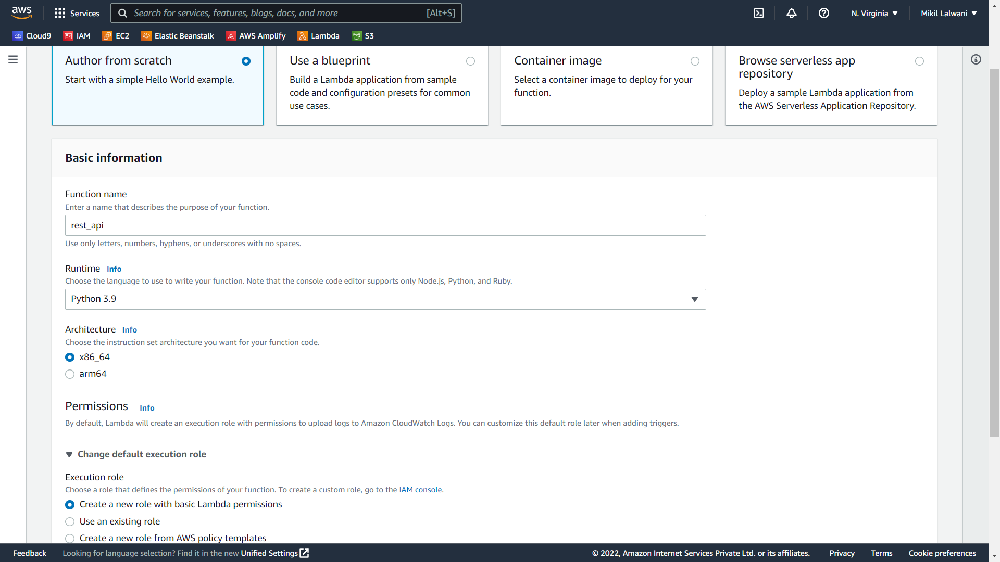 aws
Services
Search for services, features, blogs, docs, and more
[Alt+S]
N. Virginia
Mikil Lalwani
Cloud9
IAM
EC2
Elastic Beanstalk
AWS Amplify
Lambda
S3
Author from scratch
Start with a simple Hello World example.
Use a blueprint
Build a Lambda application from sample
code and configuration presets for common
use cases.
Container image
Select a container image to deploy for your
function.
Browse serverless app
repository
Deploy a sample Lambda application from
the AWS Serverless Application Repository.
Basic information
Function name
Enter a name that describes the purpose of your function.
rest_api
Use only letters, numbers, hyphens, or underscores with no spaces.
Runtime Info
Choose the language to use to write your function. Note that the console code editor supports only Node.js, Python, and Ruby.
Python 3.9
Architecture Info
Choose the instruction set architecture you want for your function code.
x86_64
arm64
Permissions Info
By default, Lambda will create an execution role with permissions to upload logs to Amazon CloudWatch Logs. You can customize this default role later when adding triggers.
Change default execution role
Execution role
Choose a role that defines the permissions of your function. To create a custom role, go to the IAM console.
Create a new role with basic Lambda permissions
Use an existing role
Create a new role from AWS policy templates
Feedback
Looking for language selection? Find it in the new Unified Settings
© 2022, Amazon Internet Services Private Ltd. or its affiliates.
Privacy
Terms
Cookie preferences